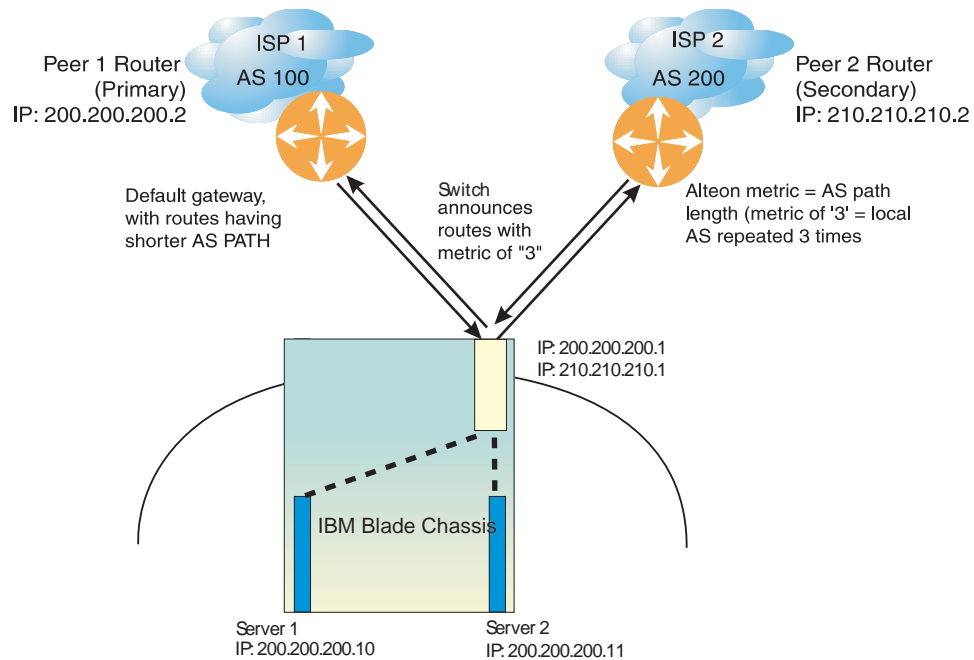 ISP 1
AS 100
Peer 1 Router
(Primary)
IP: 200.200.200.2
ISP 2
AS 200
Peer 2 Router
(Secondary)
IP: 210.210.210.2
Default gateway,
with routes having
shorter AS PATH
Switch
announces
routes with
metric of "3"
Alteon metric = AS path
length (metric of '3' = local
AS repeated 3 times
IP: 200.200.200.1
IP: 210.210.210.1
IBM Blade Chassis
Server 1
IP: 200.200.200.10
Server 2
IP: 200.200.200.11